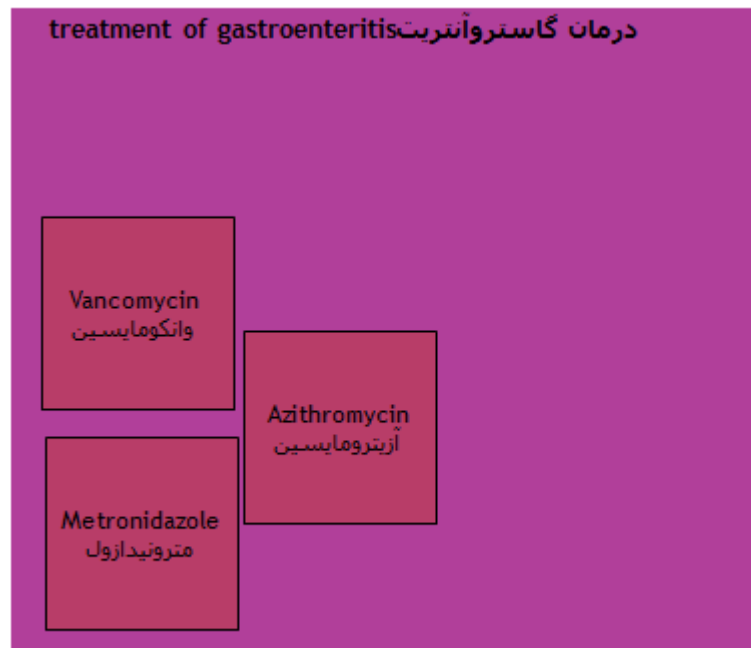 treatment of gastroenteritisدرمان گاستروآنتریت
Vancomycin
وانکومایسین
Azithromycin
آزیترومایسین
Metronidazole
مترونیدازول